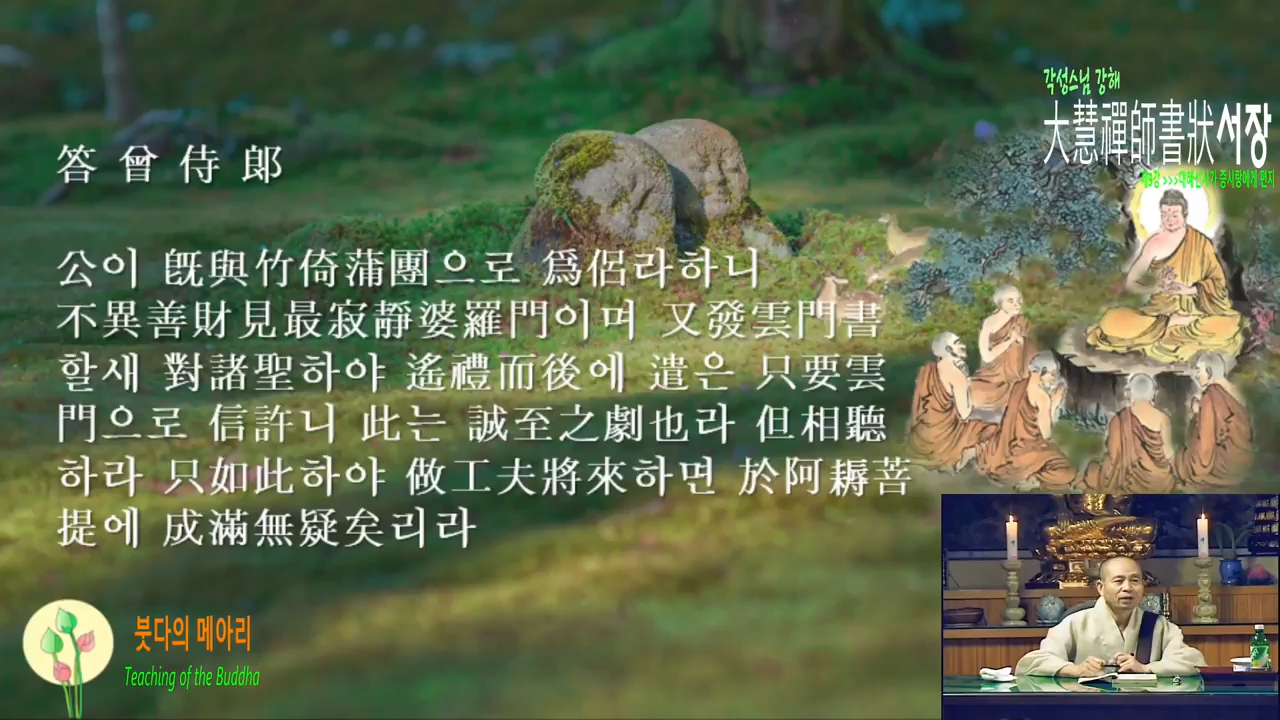 각성스님 강해
大慧禪師書狀서장
答曾侍郞
公이 旣與竹倚蒲團으로 爲侶라하니
不異善財見最寂靜婆羅門이며 又發雲門書
할새 對諸聖하야 遙禮而後에 遣은 只要雲
門으로 信許니 此는 誠至之劇也라 但相聽
하라 只如此하야 做工夫將來하면 於阿耨菩
提에 成滿無疑矣리라
붓다의 메아리
Teaching of the Buddha